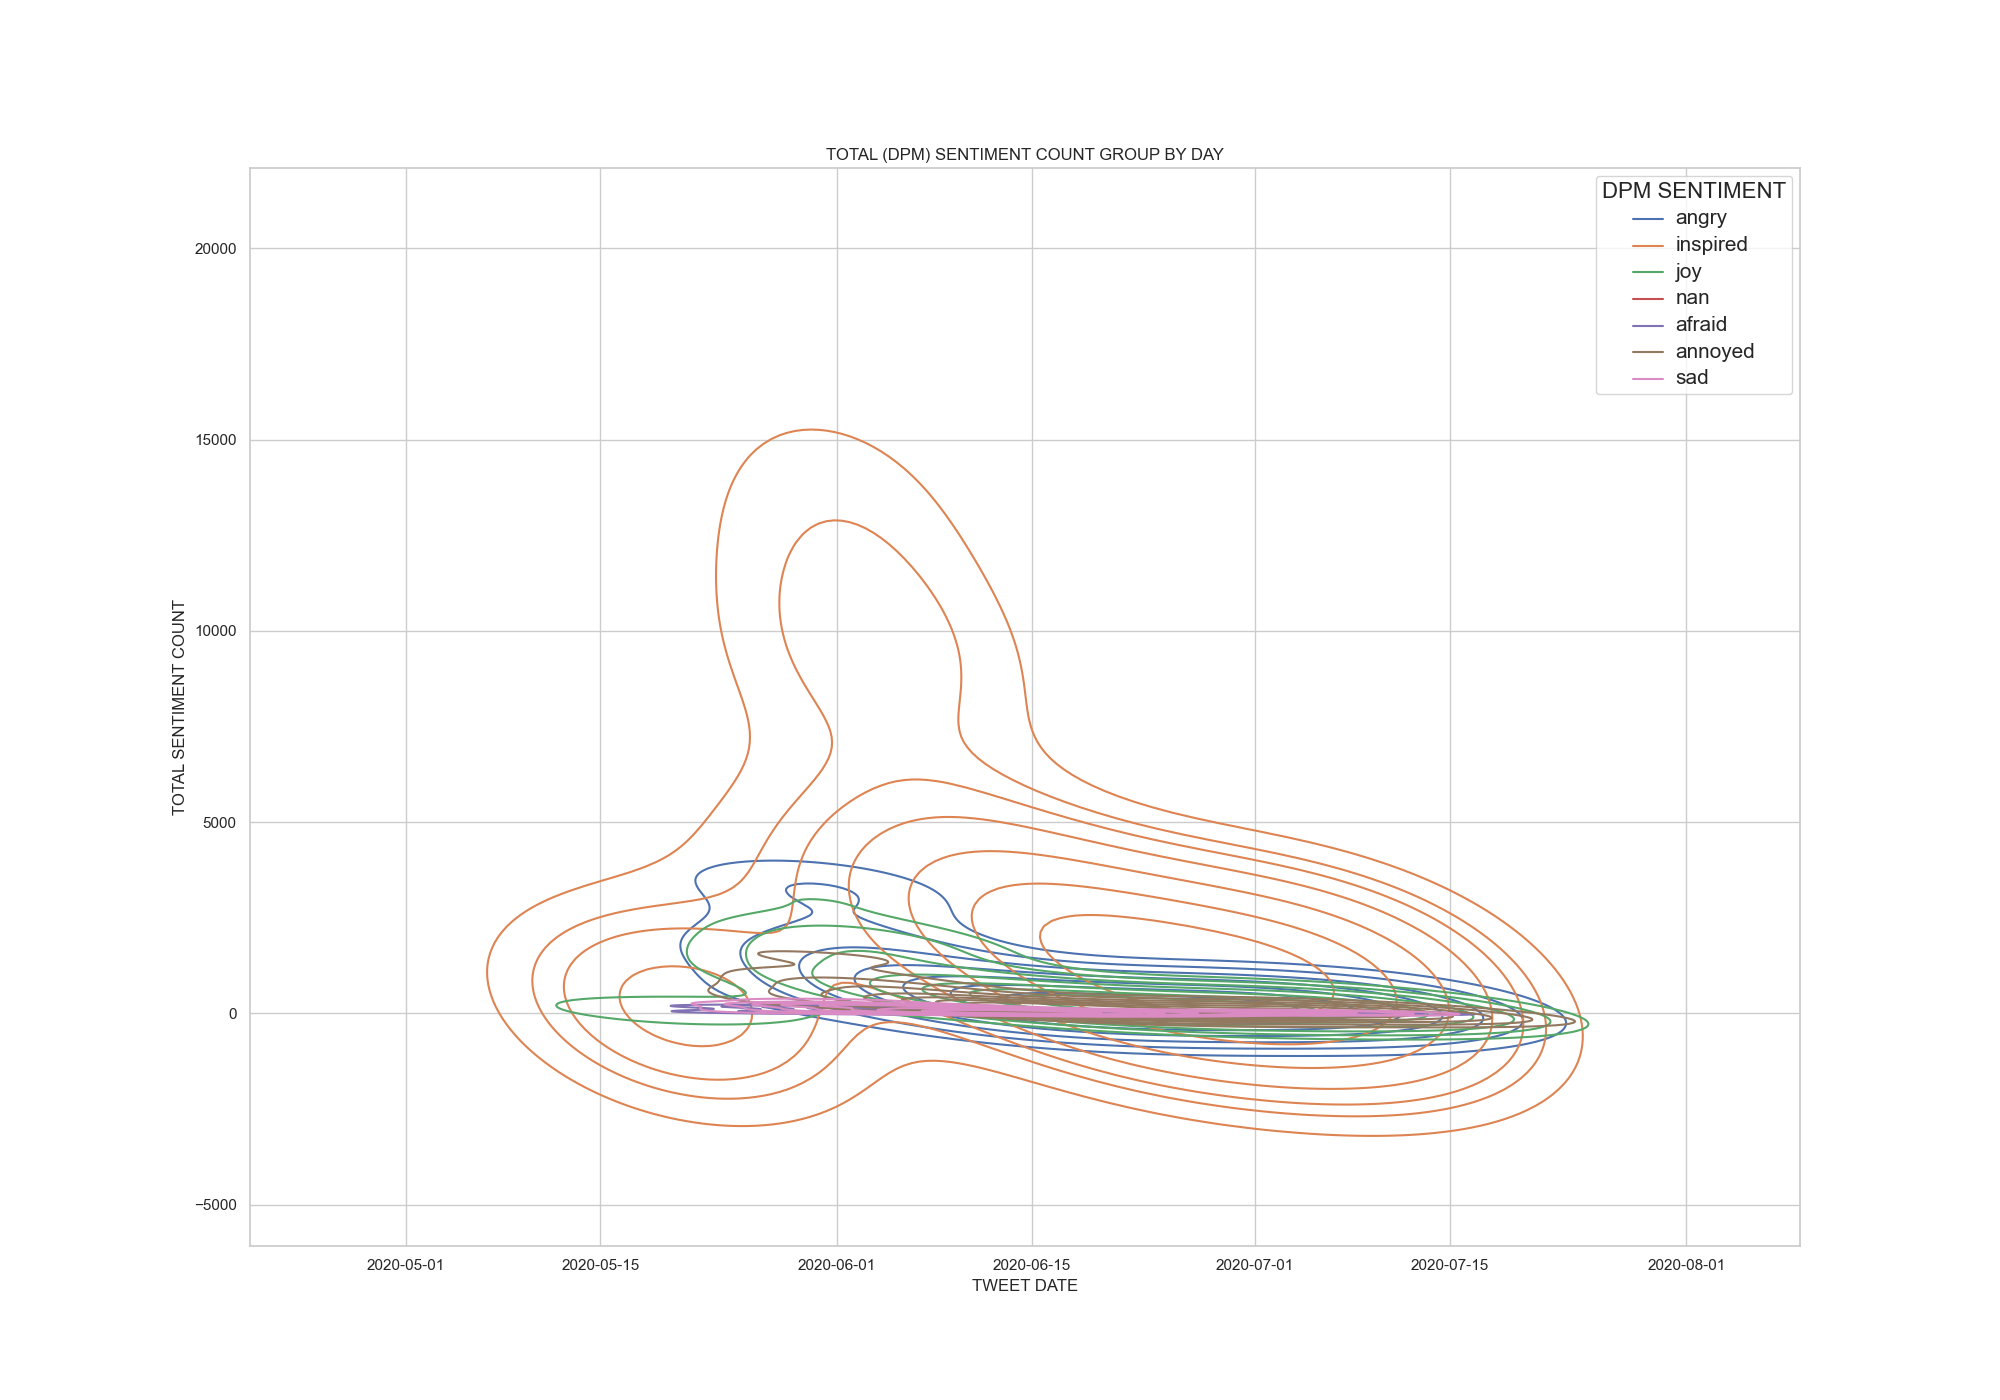 TOTAL (DPM) SENTIMENT COUNT GROUP BY DAY
DPM SENTIMENT
angry
inspired
joy
nan
afraid
annoyed
sad
TOTAL SENTIMENT COUNT
20000
15000
10000
5000
0
−5000
2020-05-01 2020-05-15 2020-06-01 2020-06-15 2020-07-01 2020-07-15 2020-08-01
TWEET DATE